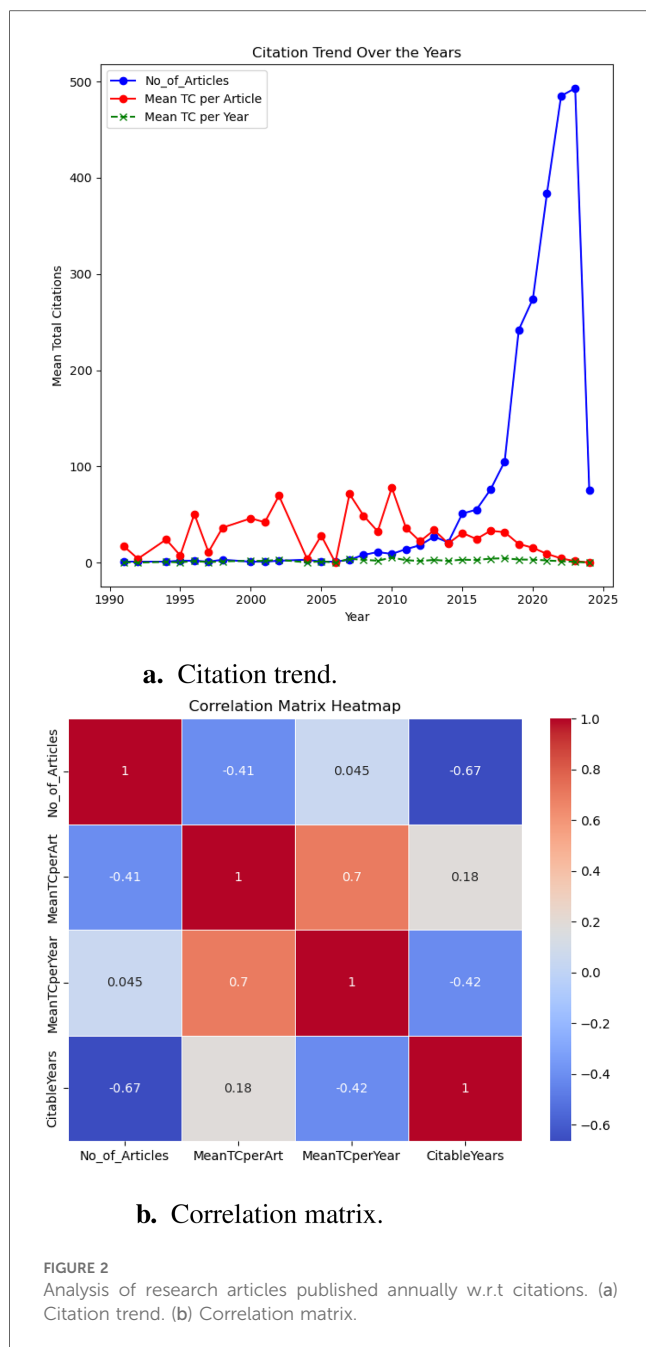 Citation Trend Over the Years
No_of_Articles
Mean TC per Article
Mean TC per Year
500
400
300
200
100
0
Mean Total Citations
1990 1995 2000 2005 2010 2015 2020 2025
Year
a. Citation trend.
Correlation Matrix Heatmap
No_of_Articles
1 -0.41 0.045 -0.67
MeanTCperArt
-0.41 1 0.7 0.18
MeanTCperYear
0.045 0.7 1 -0.42
CitableYears
-0.67 0.18 -0.42 1
No_of_Articles MeanTCperArt MeanTCperYear CitableYears
1.0
0.8
0.6
0.4
0.2
0.0
−0.2
−0.4
−0.6
b. Correlation matrix.
FIGURE 2
Analysis of research articles published annually w.r.t citations. (a)
Citation trend. (b) Correlation matrix.